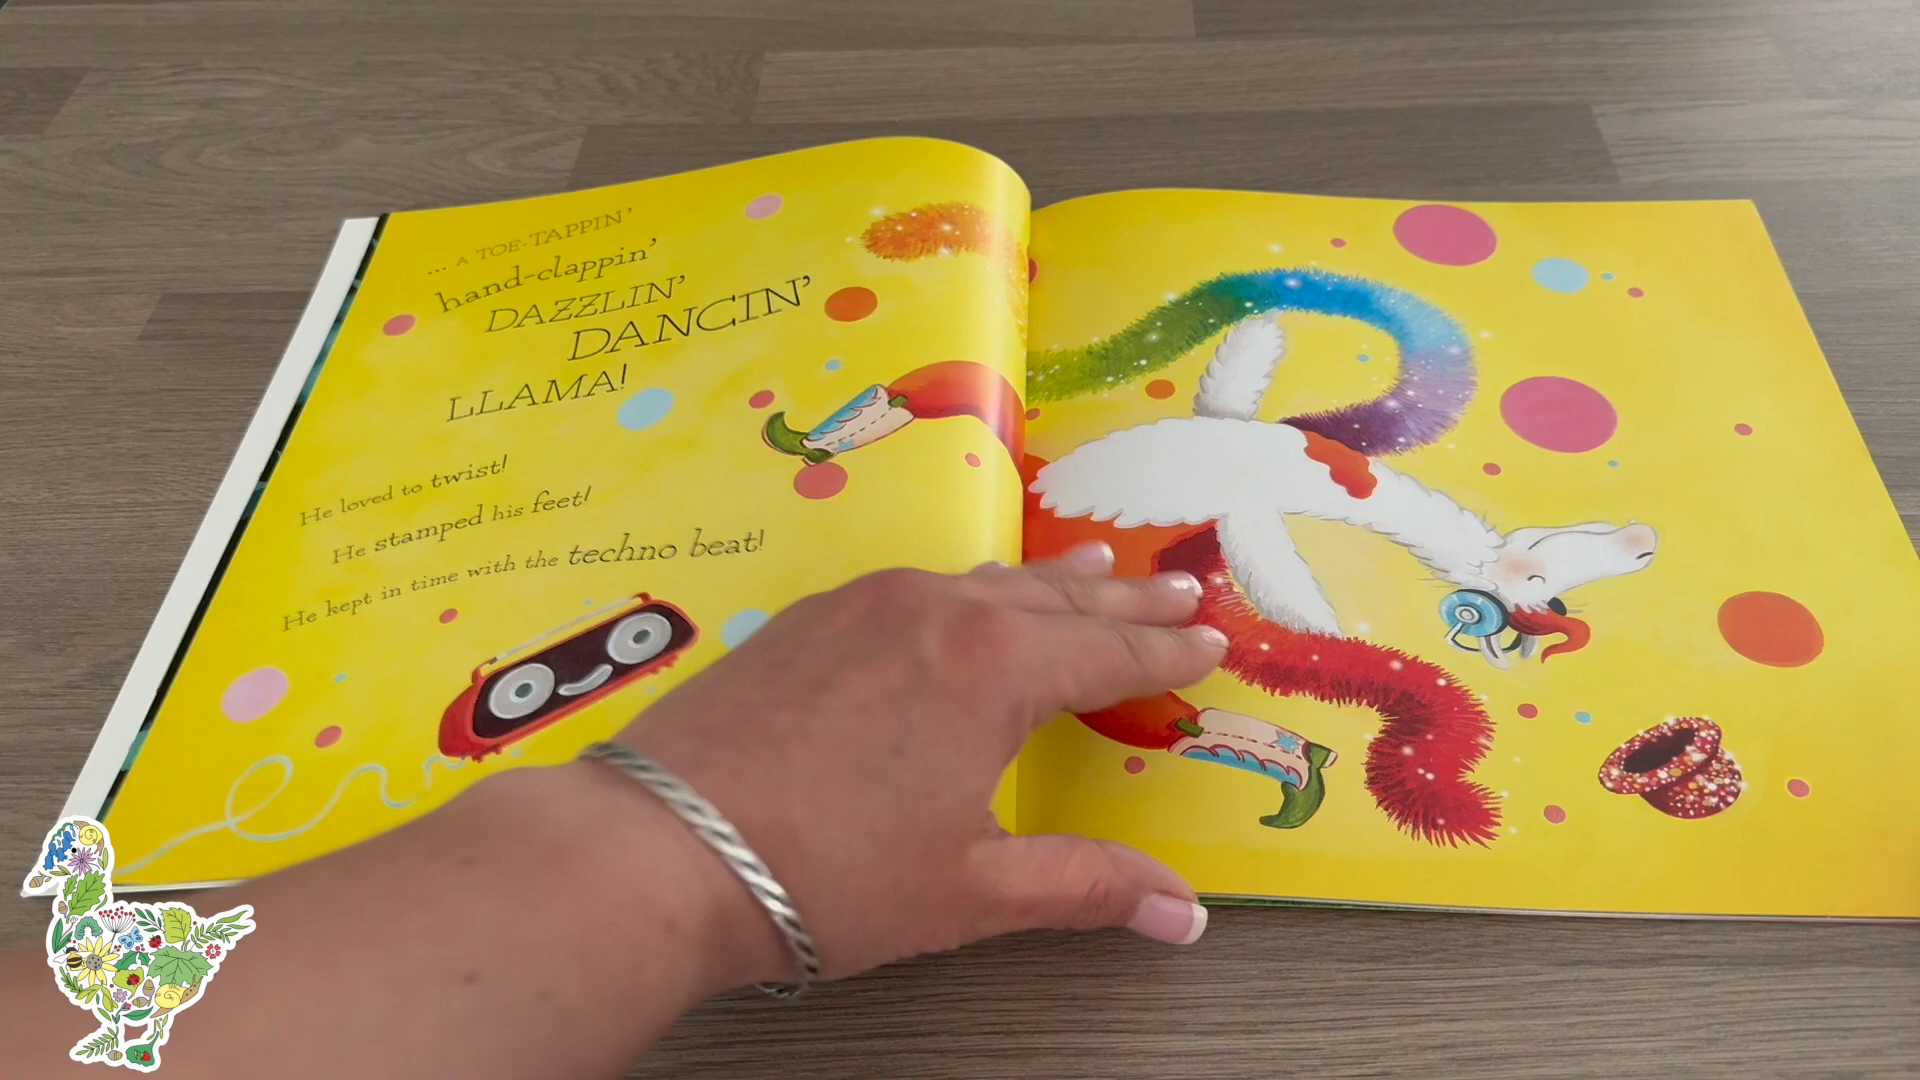 ... A TOE-TAPPIN'
hand-clappin'
DAZZLIN'
DANCIN'
LLAMA!
He loved to twist!
He stamped his feet!
He kept in time with the techno beat!